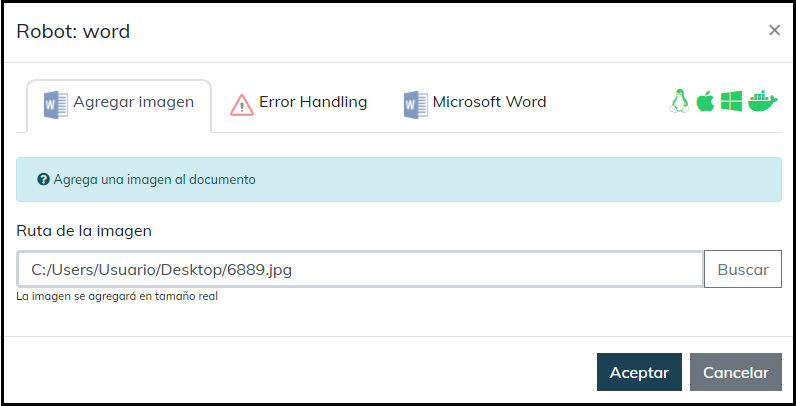 Robot: word
×
Agregar imagen
Error Handling
Microsoft Word
Agrega una imagen al documento
Ruta de la imagen
C:/Users/Usuario/Desktop/6889.jpg
Buscar
La imagen se agregará en tamaño real
Aceptar
Cancelar